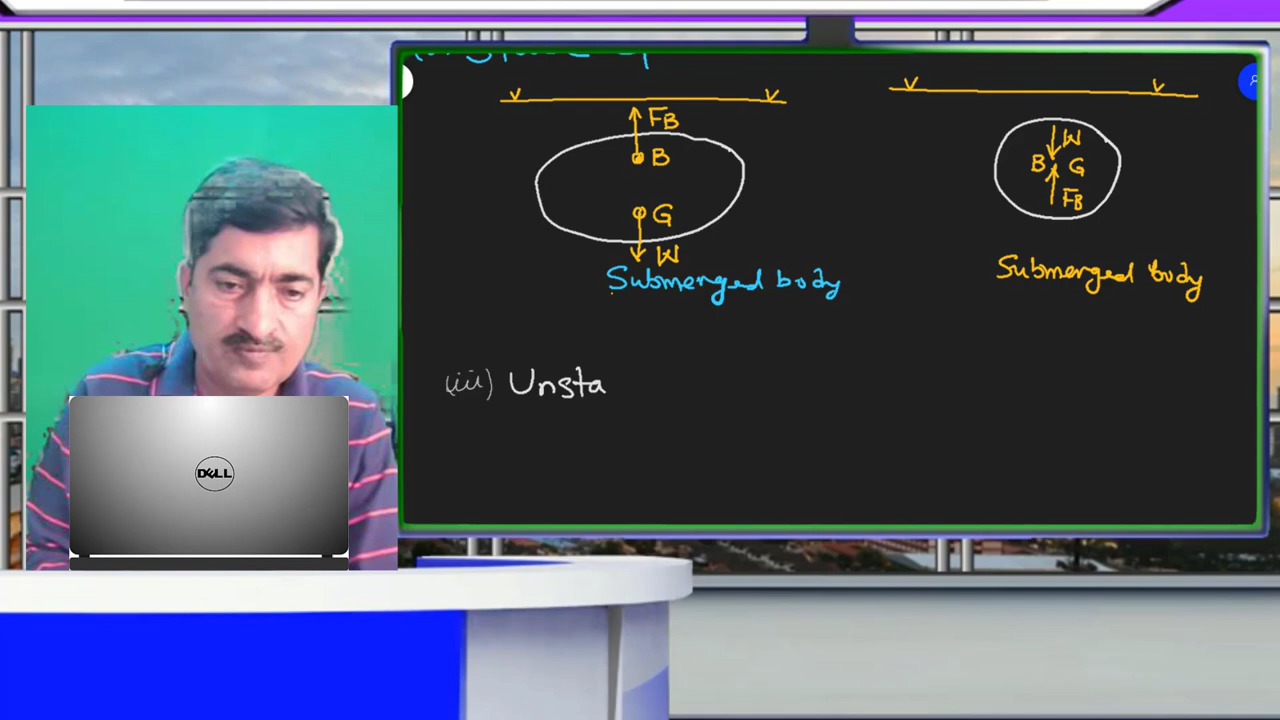 FB
B
G
W
Submerged body
W
B G
FB
Submerged body
(iii) Unsta
DELL